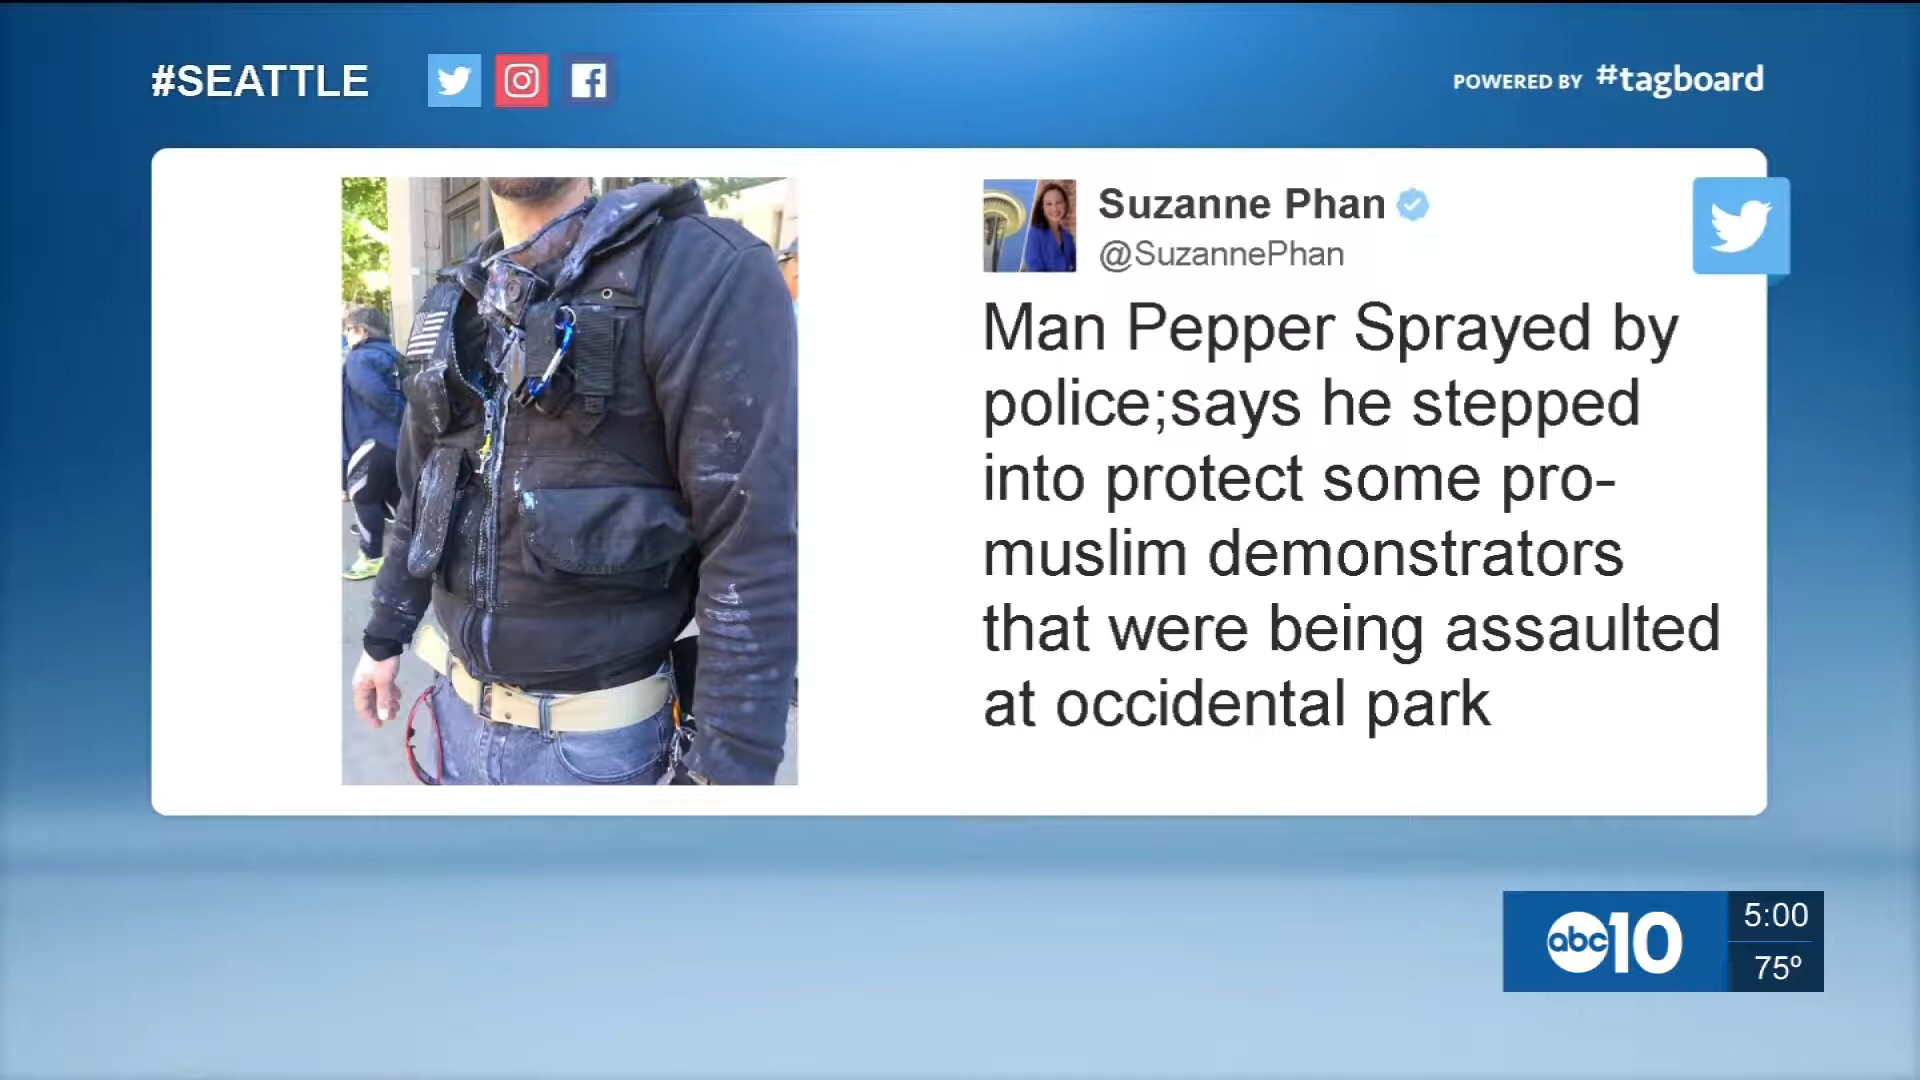 #SEATTLE
POWERED BY #tagboard
Suzanne Phan
@SuzannePhan
Man Pepper Sprayed by
police;says he stepped
into protect some pro-
muslim demonstrators
that were being assaulted
at occidental park
abc10
5:00
75º